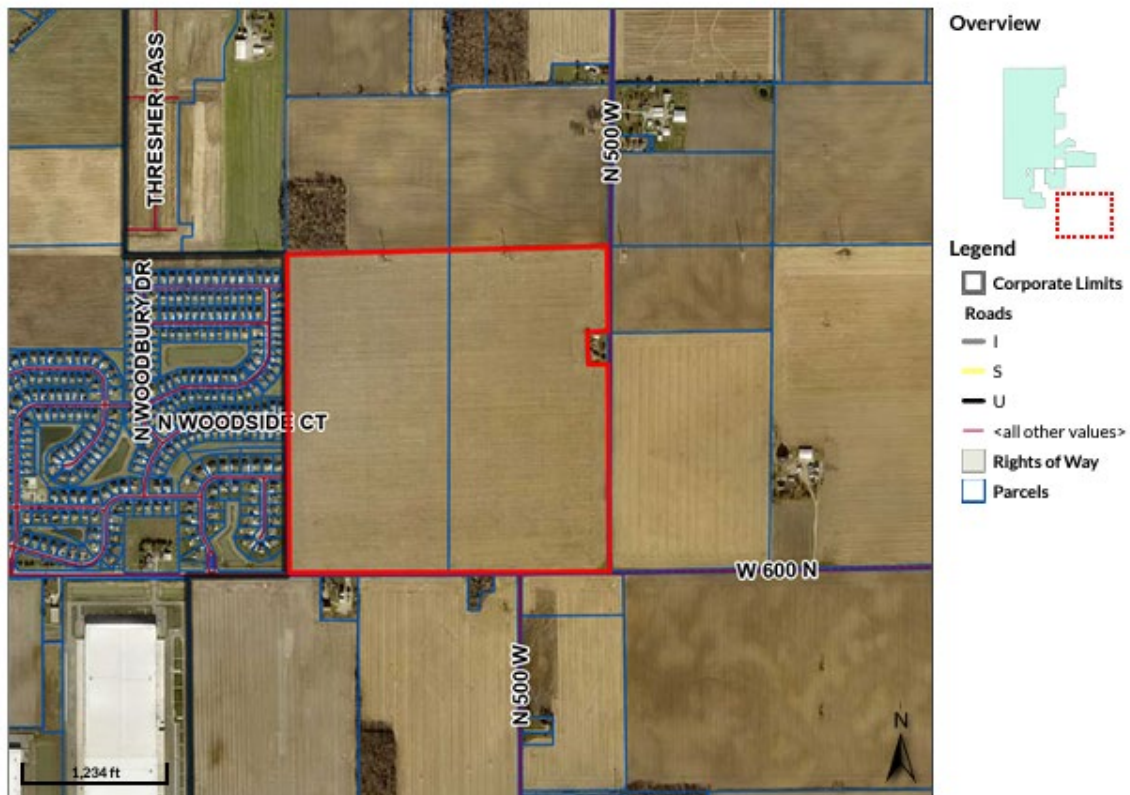 THRESHER PASS
N 500 W
N WOODBURY DR
N WOODSIDE CT
W 600 N
N 500 W
N
1,234 ft
Overview
Legend
Corporate Limits
Roads
I
S
U
<all other values>
Rights of Way
Parcels